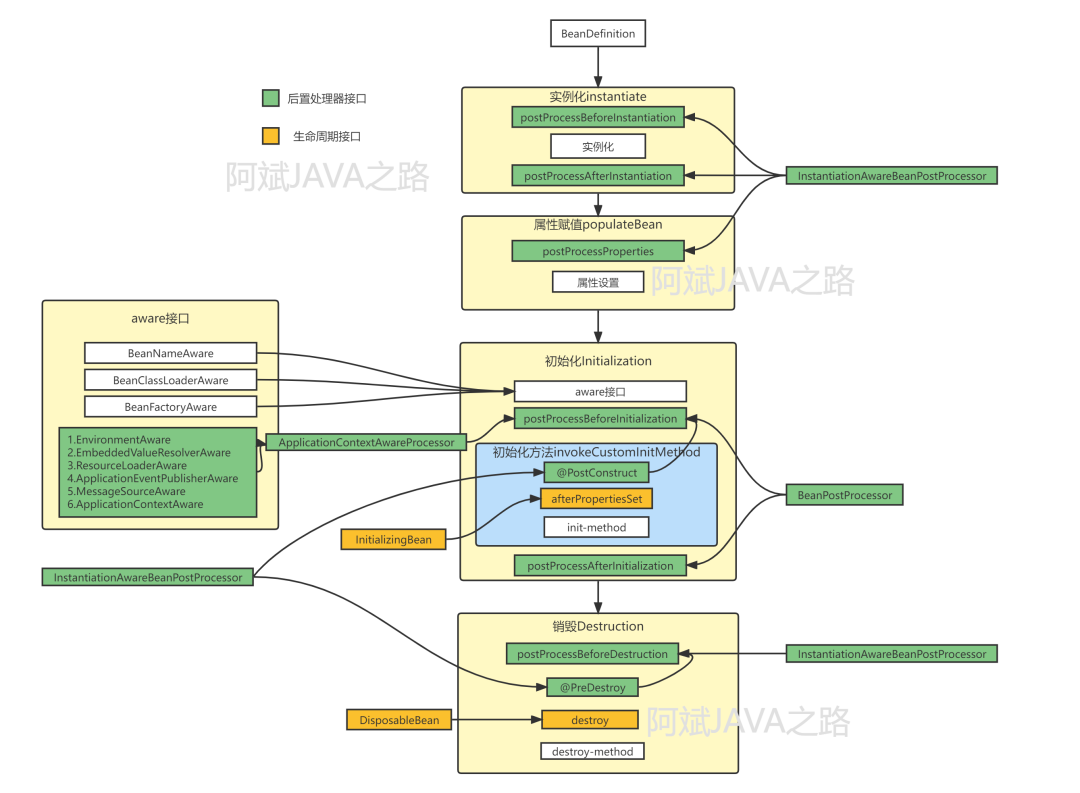 BeanDefinition
后置处理器接口
生命周期接口
阿斌JAVA之路
实例化instantiate
postProcessBeforeInstantiation
实例化
postProcessAfterInstantiation
InstantiationAwareBeanPostProcessor
属性赋值populateBean
postProcessProperties
属性设置
阿斌JAVA之路
aware接口
BeanNameAware
BeanClassLoaderAware
BeanFactoryAware
1.EnvironmentAware
2.EmbeddedValueResolverAware
3.ResourceLoaderAware
4.ApplicationEventPublisherAware
5.MessageSourceAware
6.ApplicationContextAware
ApplicationContextAwareProcessor
初始化Initialization
aware接口
postProcessBeforeInitialization
初始化方法invokeCustomInitMethod
@PostConstruct
afterPropertiesSet
init-method
postProcessAfterInitialization
BeanPostProcessor
InitializingBean
InstantiationAwareBeanPostProcessor
销毁Destruction
postProcessBeforeDestruction
InstantiationAwareBeanPostProcessor
@PreDestroy
DisposableBean
destroy
destroy-method
阿斌JAVA之路